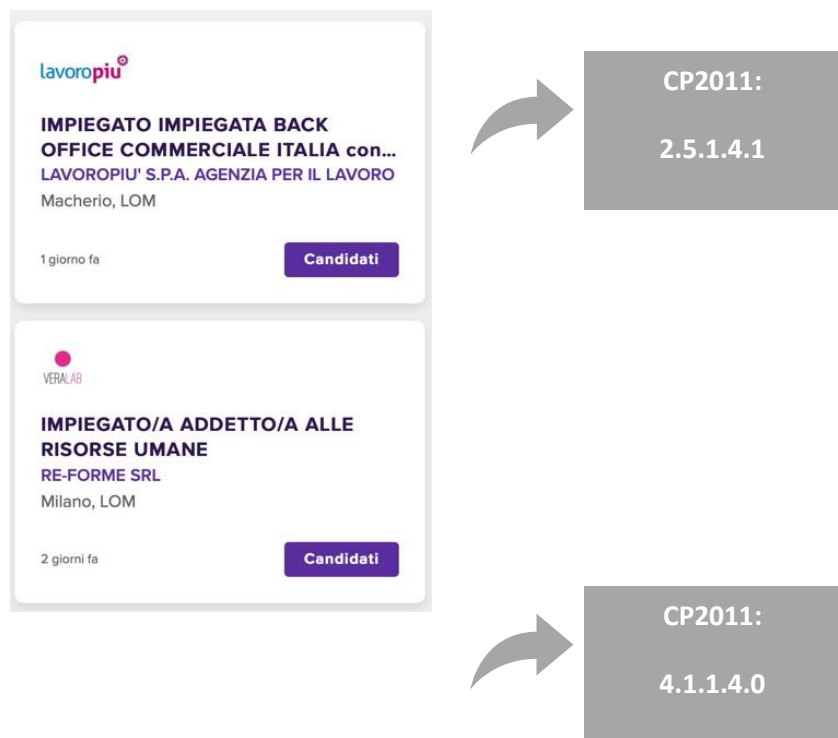 lavoropiu
IMPIEGATO IMPIEGATA BACK
OFFICE COMMERCIALE ITALIA con...
LAVOROPIU' S.P.A. AGENZIA PER IL LAVORO
Macherio, LOM
1 giorno fa
Candidati
CP2011:
2.5.1.4.1
VERALAB
IMPIEGATO/A ADDETTO/A ALLE
RISORSE UMANE
RE-FORME SRL
Milano, LOM
2 giorni fa
Candidati
CP2011:
4.1.1.4.0